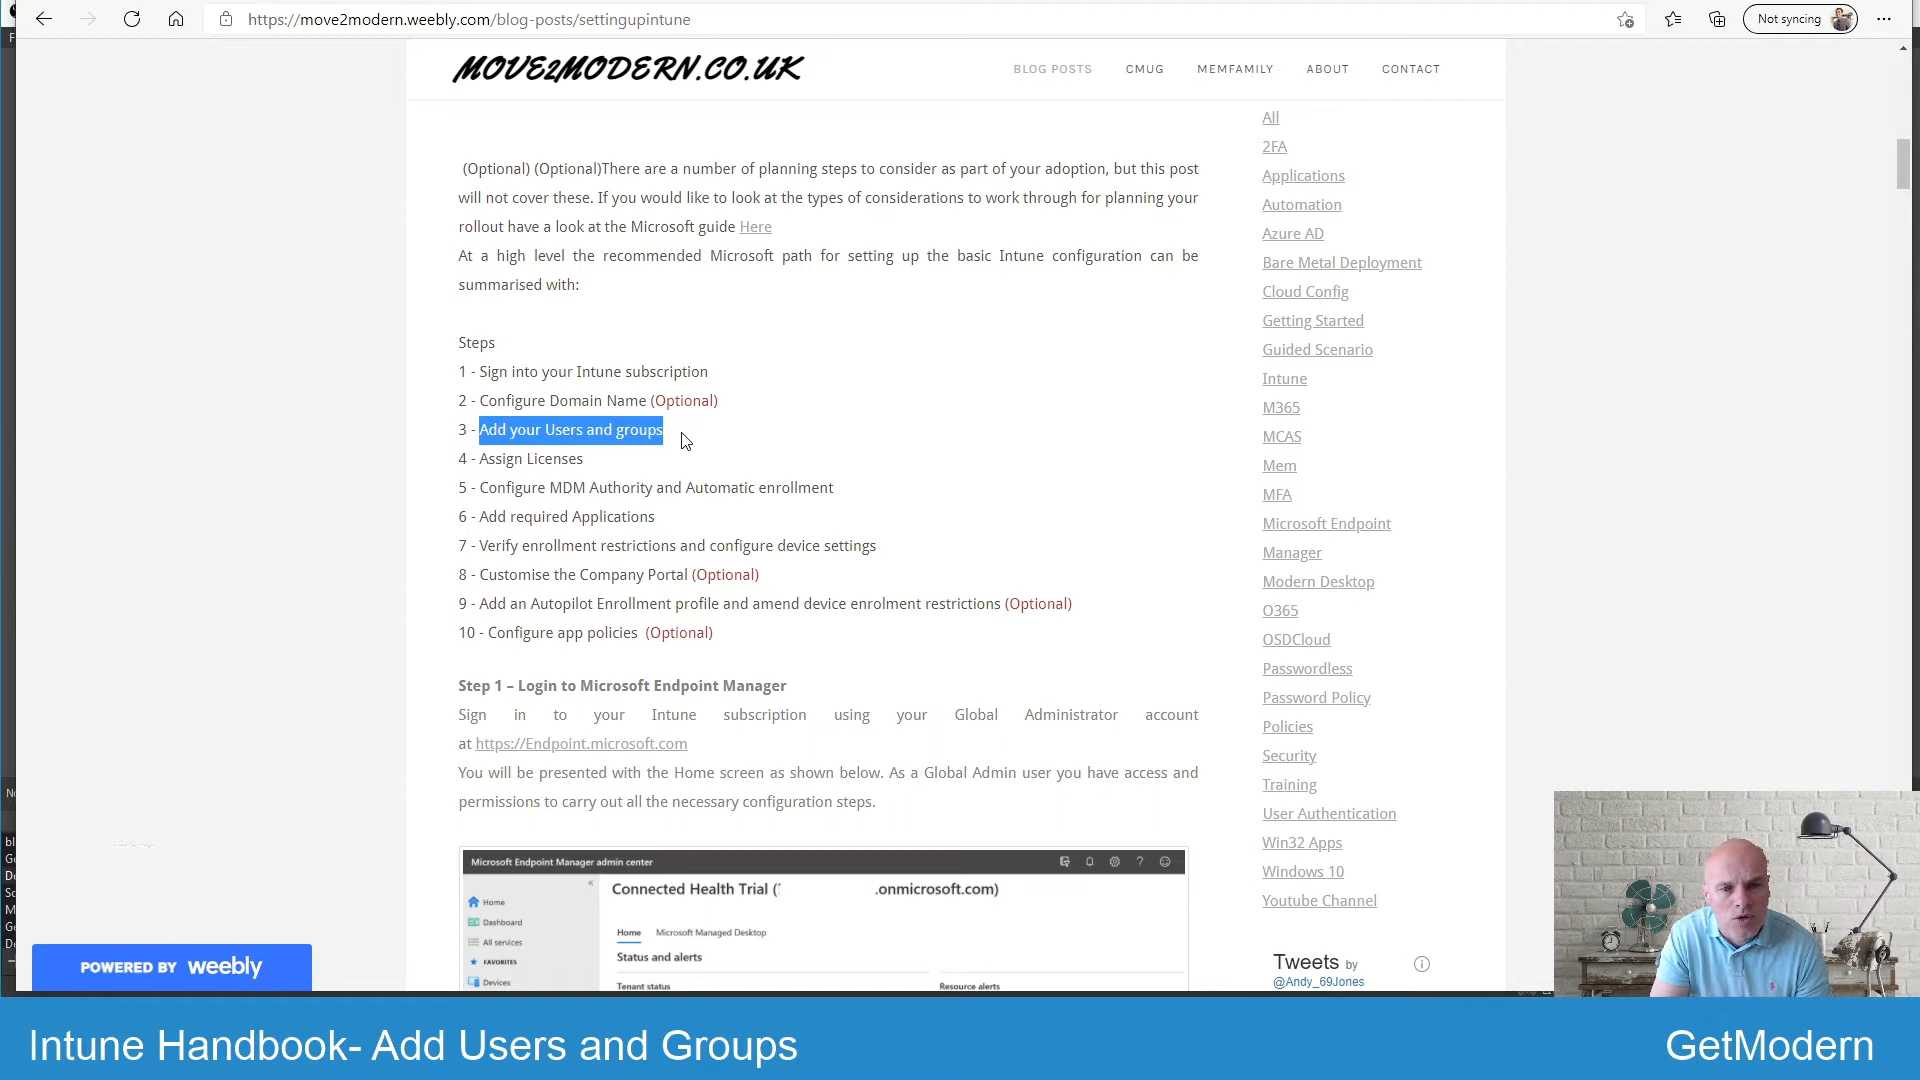 https://move2modern.weebly.com/blog-posts/settingupintune
Not syncing
MOVE2MODERN.CO.UK
BLOG POSTS
CMUG
MEMFAMILY
ABOUT
CONTACT
(Optional) (Optional)There are a number of planning steps to consider as part of your adoption, but this post
will not cover these. If you would like to look at the types of considerations to work through for planning your
rollout have a look at the Microsoft guide Here
At a high level the recommended Microsoft path for setting up the basic Intune configuration can be
summarised with:
Steps
1 - Sign into your Intune subscription
2 - Configure Domain Name (Optional)
3 - Add your Users and groups
4 - Assign Licenses
5 - Configure MDM Authority and Automatic enrollment
6 - Add required Applications
7 - Verify enrollment restrictions and configure device settings
8 - Customise the Company Portal (Optional)
9 - Add an Autopilot Enrollment profile and amend device enrolment restrictions (Optional)
10 - Configure app policies (Optional)
Step 1 – Login to Microsoft Endpoint Manager
Sign in to your Intune subscription using your Global Administrator account
at https://Endpoint.microsoft.com
You will be presented with the Home screen as shown below. As a Global Admin user you have access and
permissions to carry out all the necessary configuration steps.
Microsoft Endpoint Manager admin center
Home
Dashboard
All services
FAVORITES
Devices
Connected Health Trial (
.onmicrosoft.com)
Home
Microsoft Managed Desktop
Status and alerts
Tenant status
Resource alerts
All
2FA
Applications
Automation
Azure AD
Bare Metal Deployment
Cloud Config
Getting Started
Guided Scenario
Intune
M365
MCAS
Mem
MFA
Microsoft Endpoint
Manager
Modern Desktop
O365
OSDCloud
Passwordless
Password Policy
Policies
Security
Training
User Authentication
Win32 Apps
Windows 10
Youtube Channel
Tweets by
@Andy_69Jones
POWERED BY weebly
Intune Handbook- Add Users and Groups
GetModern